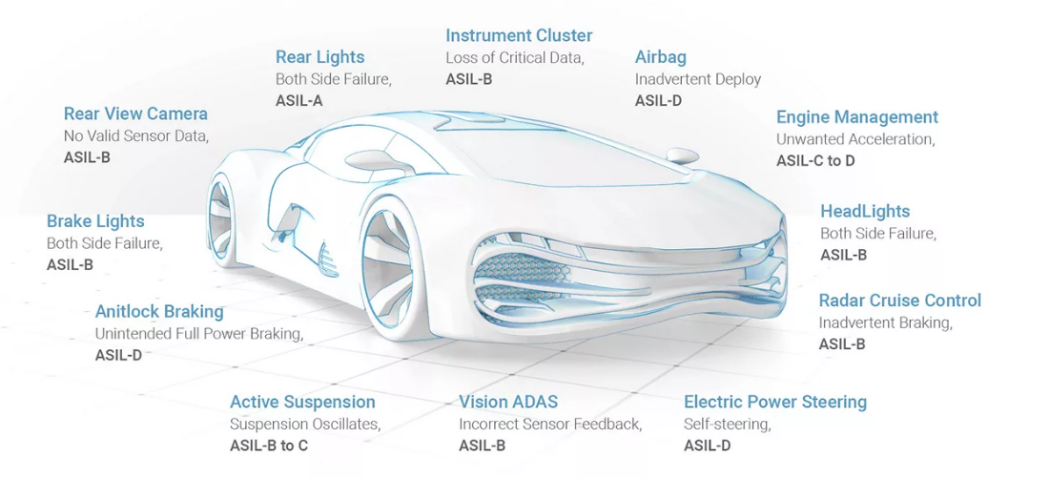 Instrument Cluster
Loss of Critical Data,
ASIL-B
Rear Lights
Both Side Failure,
ASIL-A
Airbag
Inadvertent Deploy
ASIL-D
Rear View Camera
No Valid Sensor Data,
ASIL-B
Engine Management
Unwanted Acceleration,
ASIL-C to D
Brake Lights
Both Side Failure,
ASIL-B
HeadLights
Both Side Failure,
ASIL-B
Anitlock Braking
Unintended Full Power Braking,
ASIL-D
Radar Cruise Control
Inadvertent Braking,
ASIL-B
Active Suspension
Suspension Oscillates,
ASIL-B to C
Vision ADAS
Incorrect Sensor Feedback,
ASIL-B
Electric Power Steering
Self-steering,
ASIL-D